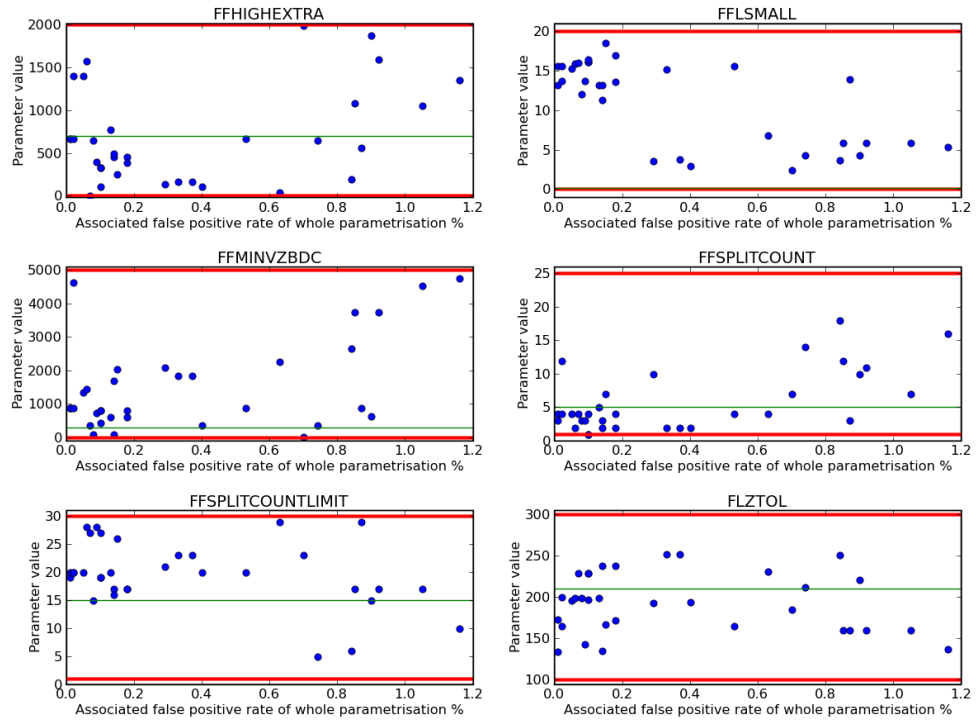 FFHIGHEXTRA
Parameter value
2000
1500
1000
500
0
0.0 0.2 0.4 0.6 0.8 1.0 1.2
Associated false positive rate of whole parametrisation %
FFLSMALL
Parameter value
20
15
10
5
0
0.0 0.2 0.4 0.6 0.8 1.0 1.2
Associated false positive rate of whole parametrisation %
FFMINVZBDC
Parameter value
5000
4000
3000
2000
1000
0
0.0 0.2 0.4 0.6 0.8 1.0 1.2
Associated false positive rate of whole parametrisation %
FFSPLITCOUNT
Parameter value
25
20
15
10
5
0
0.0 0.2 0.4 0.6 0.8 1.0 1.2
Associated false positive rate of whole parametrisation %
FFSPLITCOUNTLIMIT
Parameter value
30
25
20
15
10
5
0
0.0 0.2 0.4 0.6 0.8 1.0 1.2
Associated false positive rate of whole parametrisation %
FLZTOL
Parameter value
300
250
200
150
100
0.0 0.2 0.4 0.6 0.8 1.0 1.2
Associated false positive rate of whole parametrisation %